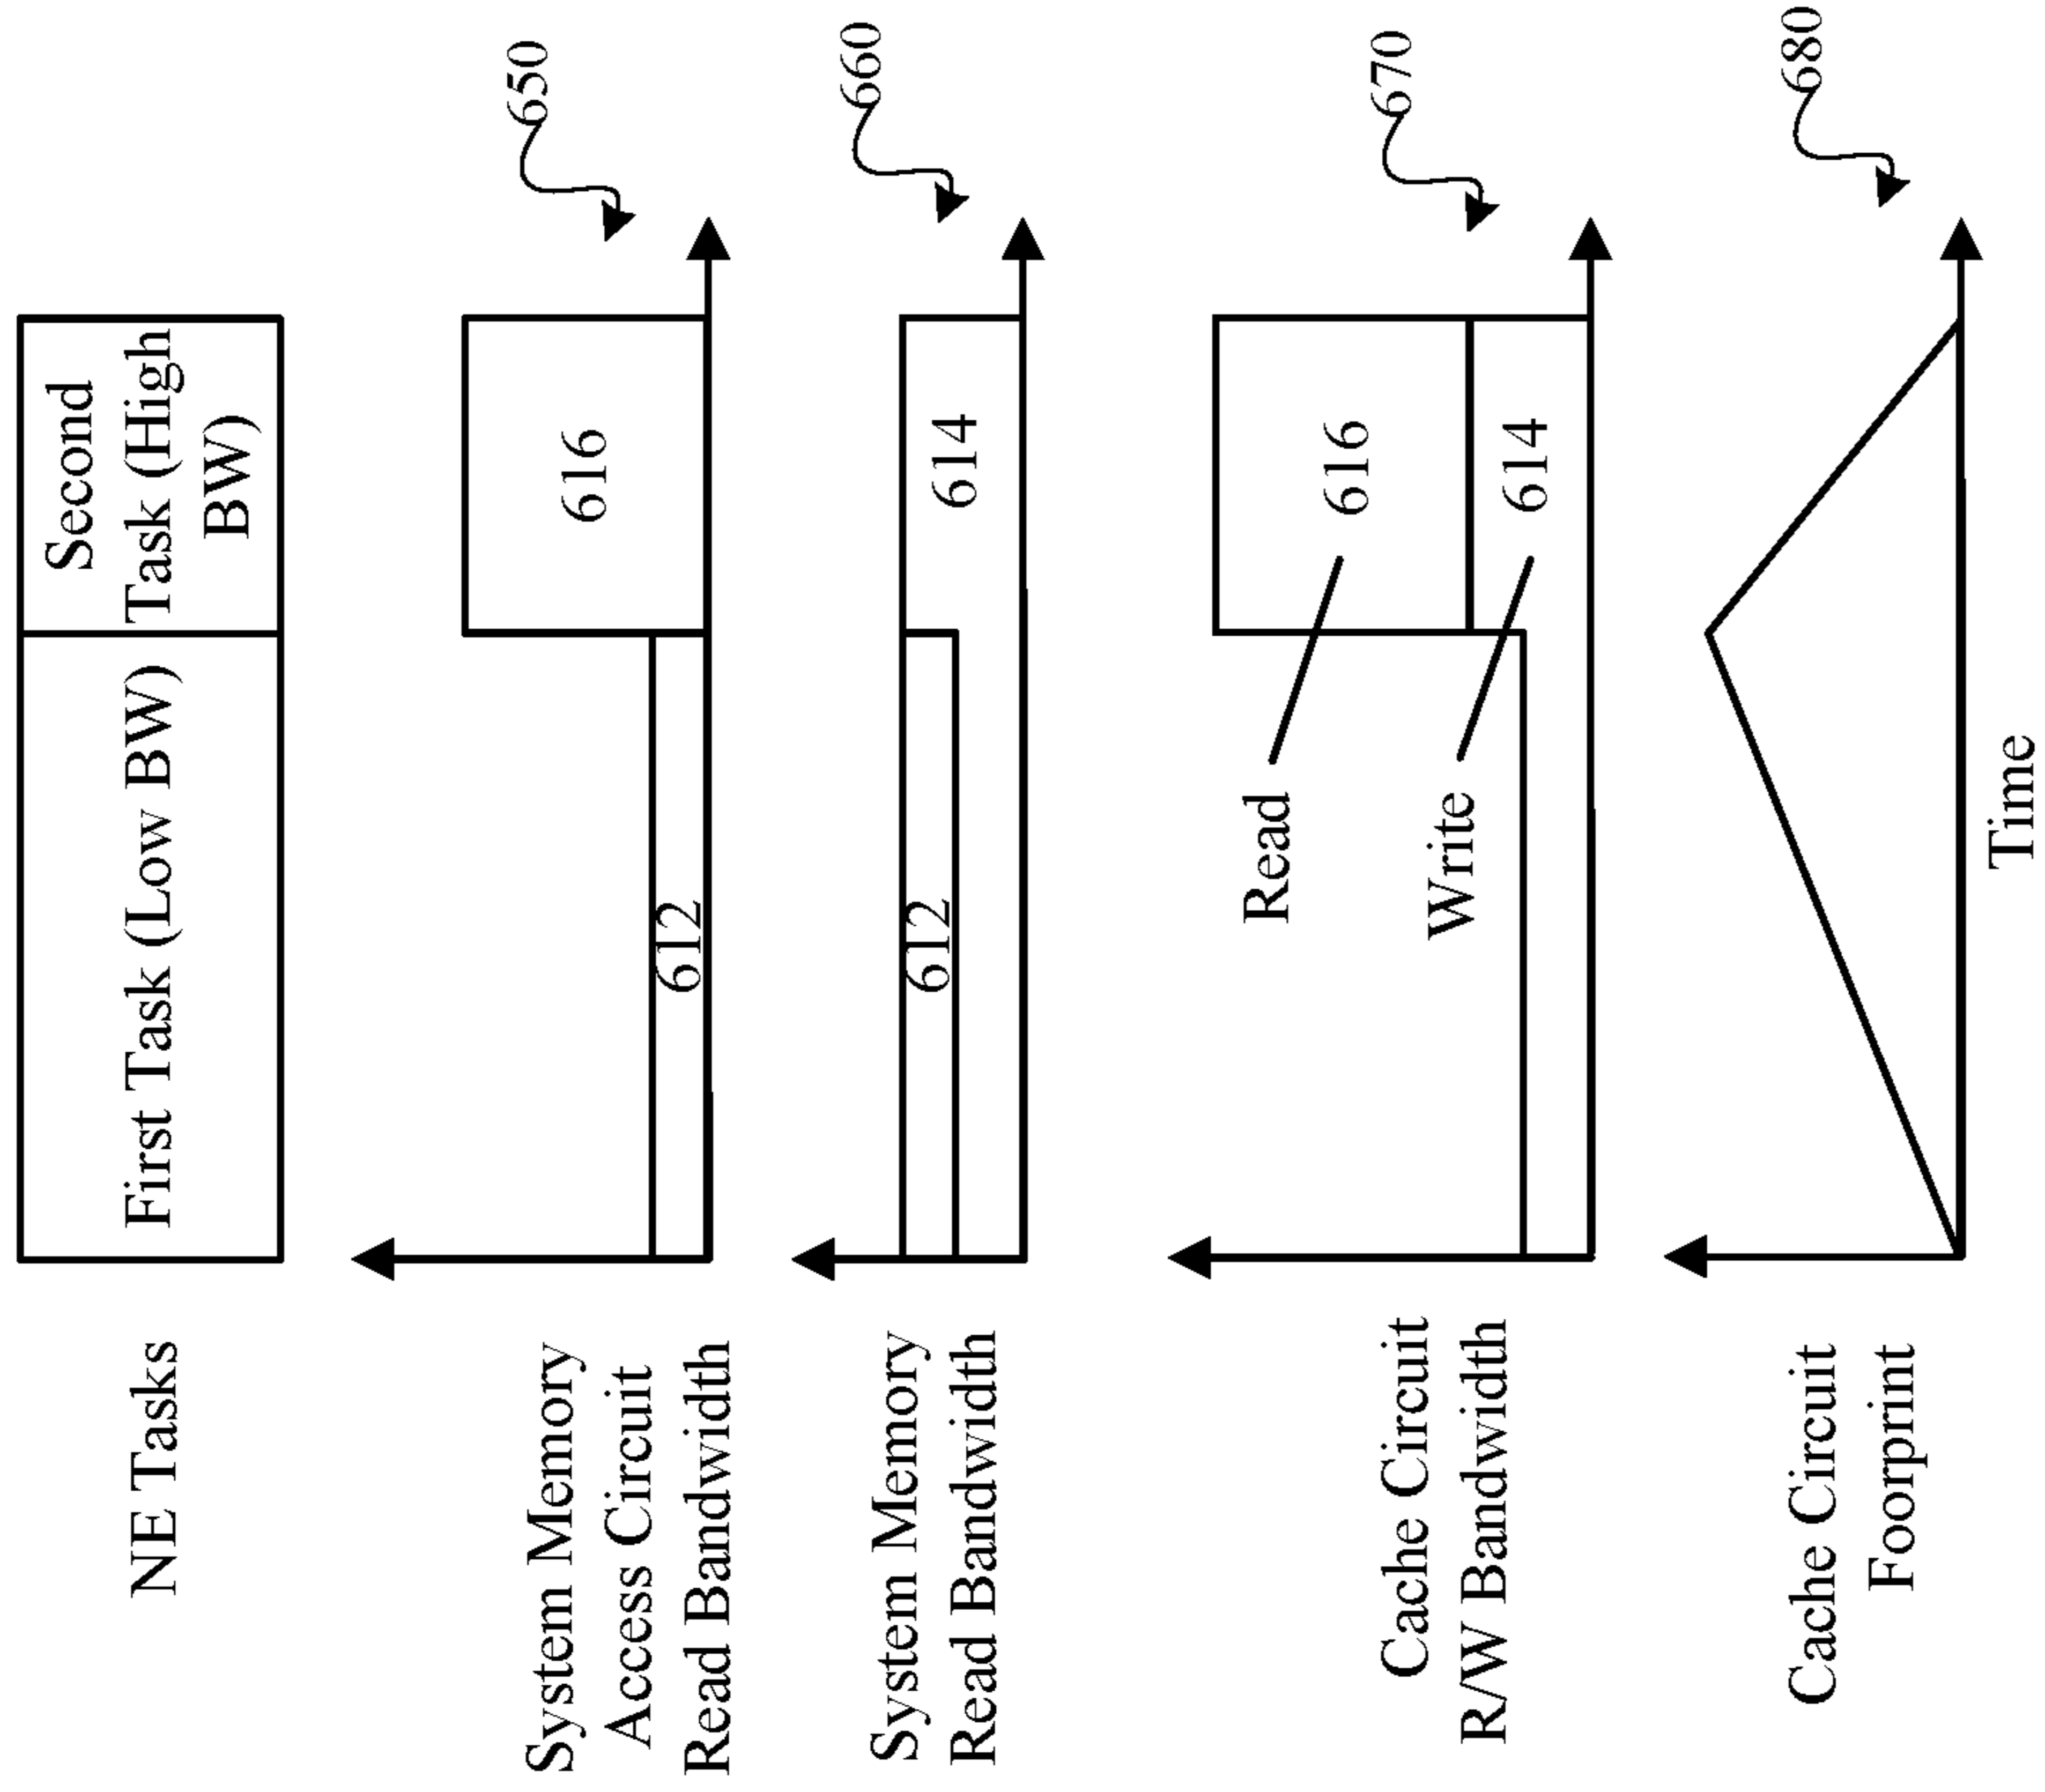 NE Tasks
First Task (Low BW)
Second
Task (High
BW)
System Memory
Access Circuit
Read Bandwidth
612
616
650
System Memory
Read Bandwidth
612
614
660
Cache Circuit
R/W Bandwidth
Read
Write
616
614
670
Cache Circuit
Foorprint
Time
680